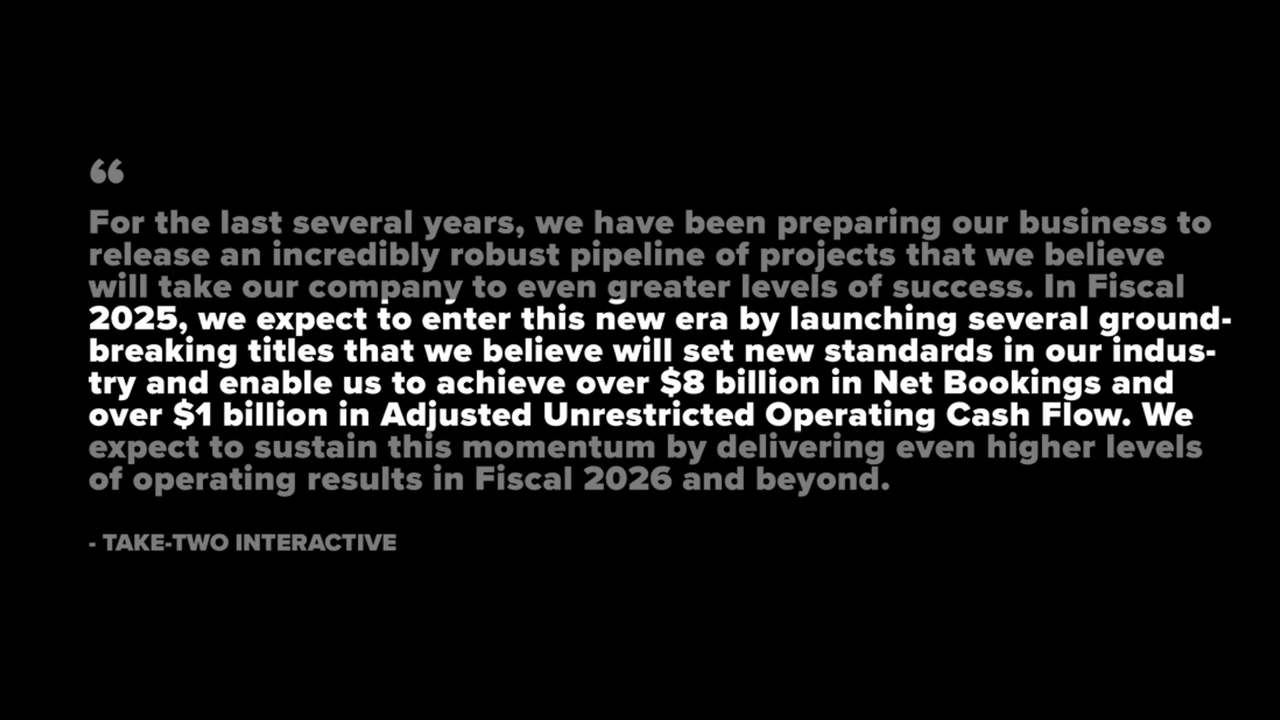 “
For the last several years, we have been preparing our business to
release an incredibly robust pipeline of projects that we believe
will take our company to even greater levels of success. In Fiscal
2025, we expect to enter this new era by launching several ground-
breaking titles that we believe will set new standards in our indus-
try and enable us to achieve over $8 billion in Net Bookings and
over $1 billion in Adjusted Unrestricted Operating Cash Flow. We
expect to sustain this momentum by delivering even higher levels
of operating results in Fiscal 2026 and beyond.
- TAKE-TWO INTERACTIVE